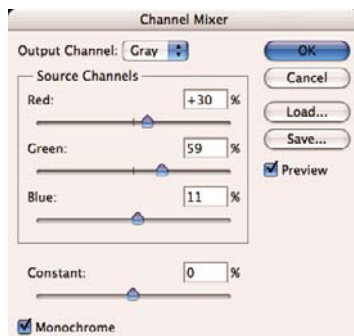 Channel Mixer
Output Channel: Gray
OK
Source Channels
Cancel
Red: +30 %
Load...
Green: 59 %
Save...
Preview
Blue: 11 %
Constant: 0 %
Monochrome